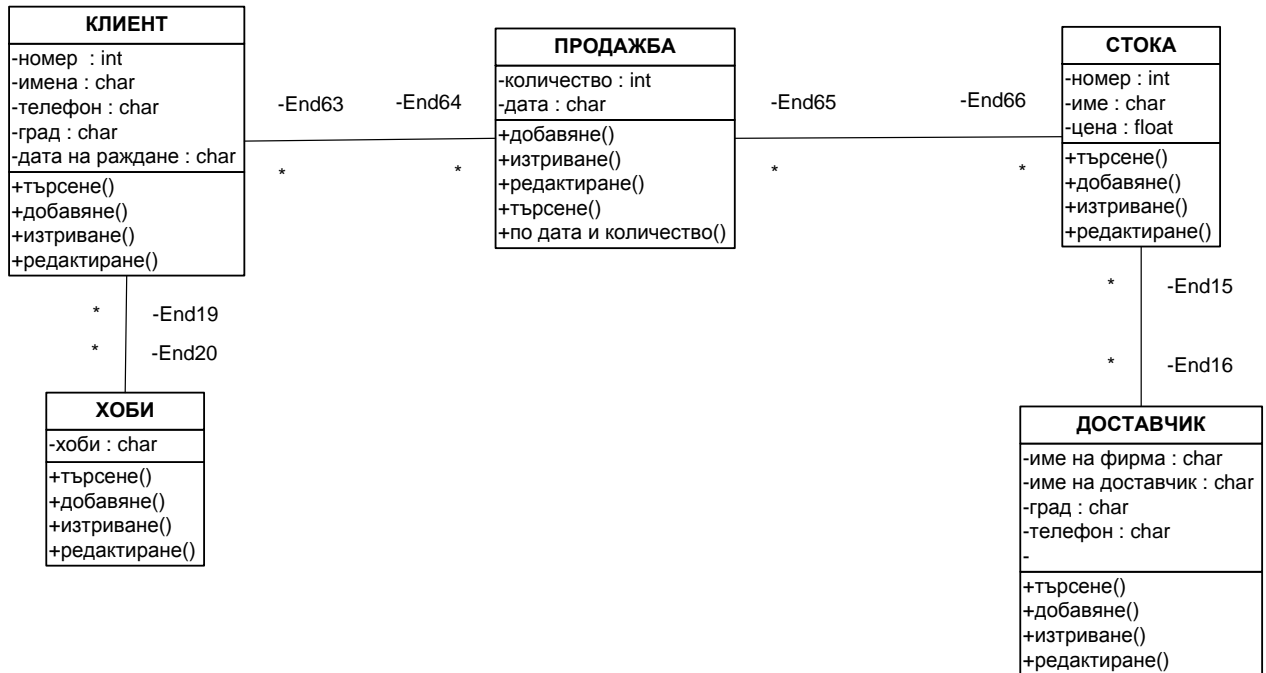 КЛИЕНТ
-номер : int
-имена : char
-телефон : char
-град : char
-дата на раждане : char
+търсене()
+добавяне()
+изтриване()
+редактиране()
-End63
-End64
*
*
ПРОДАЖБА
-количество : int
-дата : char
+добавяне()
+изтриване()
+редактиране()
+търсене()
+по дата и количество()
-End65
-End66
*
*
СТОКА
-номер : int
-име : char
-цена : float
+търсене()
+добавяне()
+изтриване()
+редактиране()
* -End19
* -End20
ХОБИ
-хоби : char
+търсене()
+добавяне()
+изтриване()
+редактиране()
* -End15
* -End16
ДОСТАВЧИК
-име на фирма : char
-име на доставчик : char
-град : char
-телефон : char
-
+търсене()
+добавяне()
+изтриване()
+редактиране()